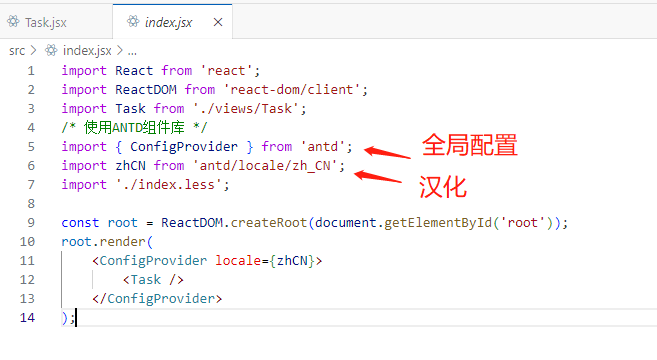 Task.jsx index.jsx ×
src > index.jsx > ...
1 import React from 'react';
2 import ReactDOM from 'react-dom/client';
3 import Task from './views/Task';
4 /* 使用ANTD组件库 */
5 import { ConfigProvider } from 'antd'; 全局配置
6 import zhCN from 'antd/locale/zh_CN'; 汉化
7 import './index.less';
8
9 const root = ReactDOM.createRoot(document.getElementById('root'));
10 root.render(
11 <ConfigProvider locale={zhCN}>
12 <Task />
13 </ConfigProvider>
14 );